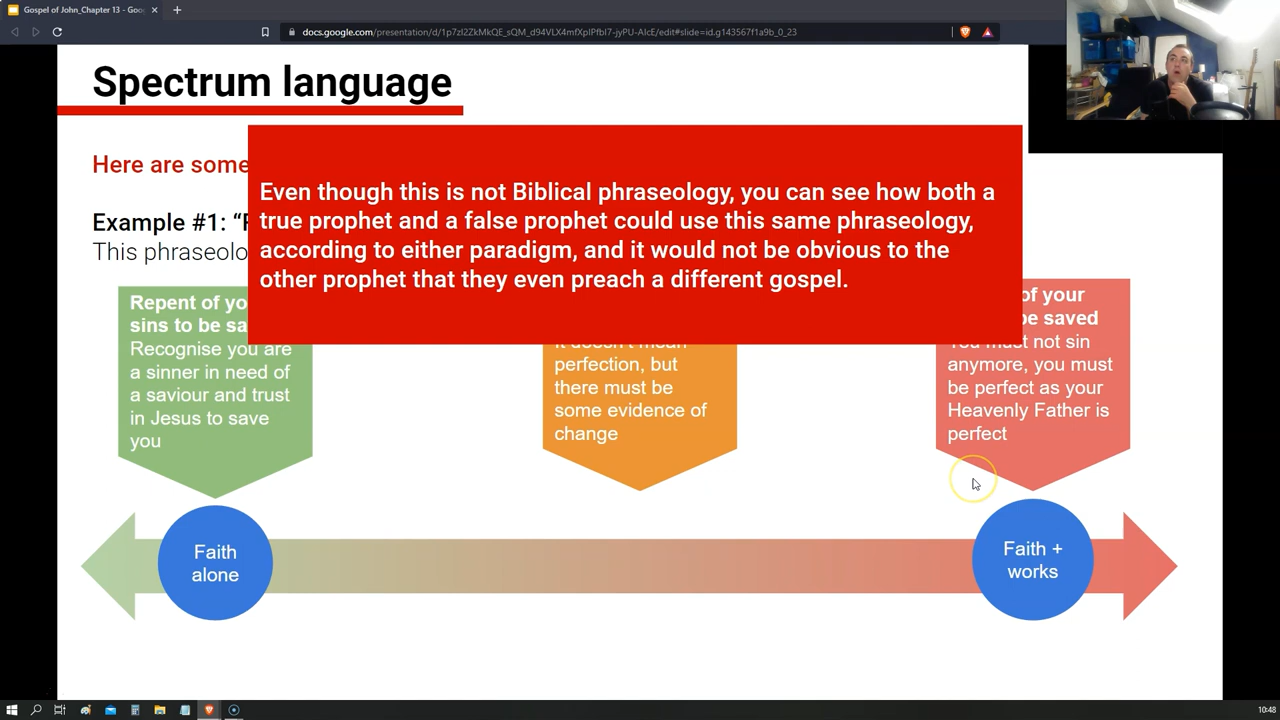 Gospel of John_Chapter 13 - Goo
docs.google.com/presentation/d/1p7zl2ZkMkQE_sQM_d94VLX4mfXpIPfbI7-jyPU-AIcE/edit#slide=id.g143567f1a9b_0_23
Spectrum language
Here are some
Even though this is not Biblical phraseology, you can see how both a
true prophet and a false prophet could use this same phraseology,
according to either paradigm, and it would not be obvious to the
other prophet that they even preach a different gospel.
Example #1:
This phraseolo
Repent of yo
sins to be sa
Recognise you are
a sinner in need of
a saviour and trust
in Jesus to save
you
It doesn't mean
perfection, but
there must be
some evidence of
change
of your
be saved
You must not sin
anymore, you must
be perfect as your
Heavenly Father is
perfect
Faith
alone
Faith +
works
10:48